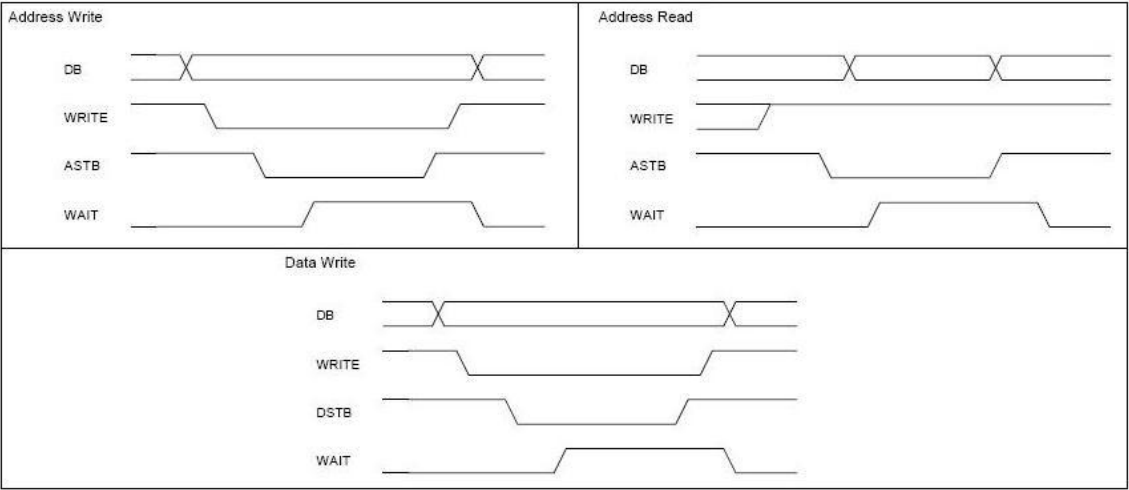 Address Write
DB
WRITE
ASTB
WAIT
Address Read
DB
WRITE
ASTB
WAIT
Data Write
DB
WRITE
DSTB
WAIT